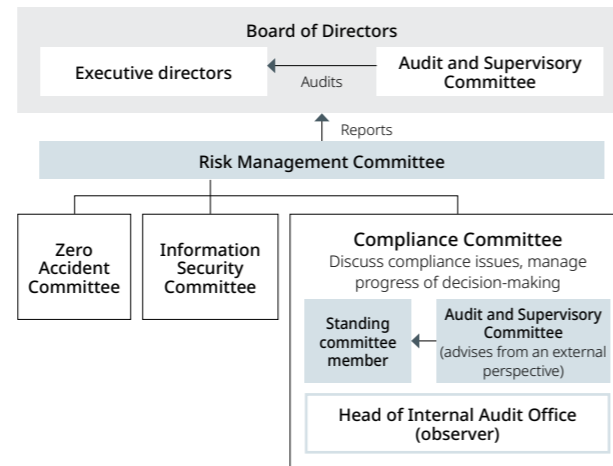 Board of Directors
Executive directors
Audits
Audit and Supervisory
Committee
Reports
Risk Management Committee
Zero
Accident
Committee
Information
Security
Committee
Compliance Committee
Discuss compliance issues, manage
progress of decision-making
Standing
committee
member
Audit and Supervisory
Committee
(advises from an external
perspective)
Head of Internal Audit Office
(observer)